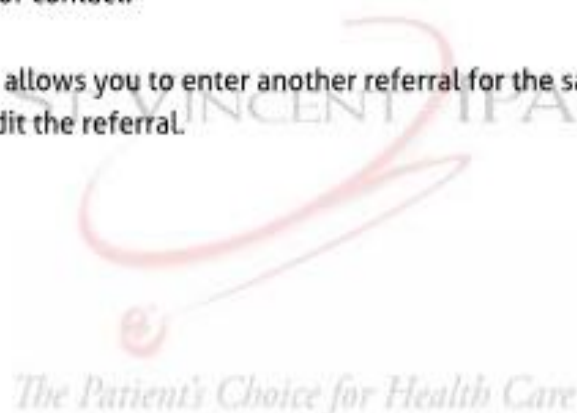 allows you to enter another referral for the sa
dit the referral.
ST VINCENT IPA
The Patient's Choice for Health Care